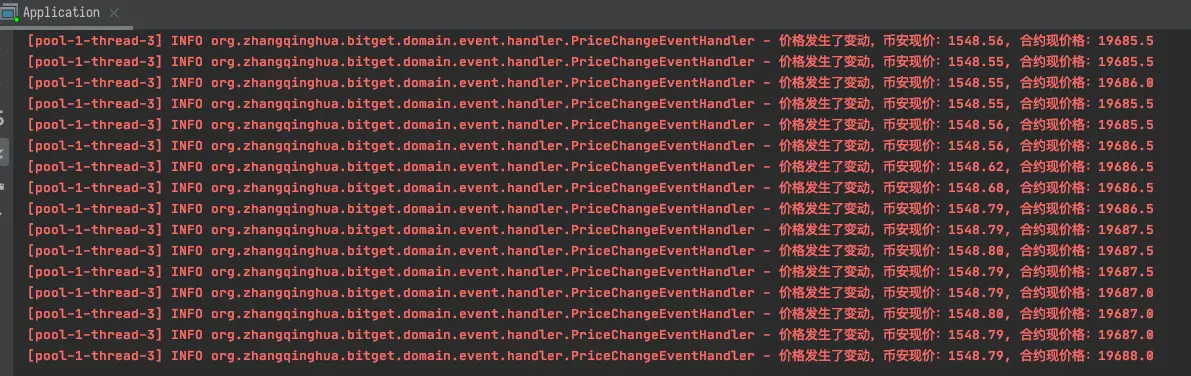 Application
[pool-1-thread-3] INFO org.zhangqinghua.bitget.domain.event.handler.PriceChangeEventHandler - 价格发生了变动，币安现价：1548.56, 合约现价格：19685.5
[pool-1-thread-3] INFO org.zhangqinghua.bitget.domain.event.handler.PriceChangeEventHandler - 价格发生了变动，币安现价：1548.55, 合约现价格：19685.5
[pool-1-thread-3] INFO org.zhangqinghua.bitget.domain.event.handler.PriceChangeEventHandler - 价格发生了变动，币安现价：1548.55, 合约现价格：19686.0
[pool-1-thread-3] INFO org.zhangqinghua.bitget.domain.event.handler.PriceChangeEventHandler - 价格发生了变动，币安现价：1548.55, 合约现价格：19685.5
[pool-1-thread-3] INFO org.zhangqinghua.bitget.domain.event.handler.PriceChangeEventHandler - 价格发生了变动，币安现价：1548.56, 合约现价格：19685.5
[pool-1-thread-3] INFO org.zhangqinghua.bitget.domain.event.handler.PriceChangeEventHandler - 价格发生了变动，币安现价：1548.56, 合约现价格：19686.5
[pool-1-thread-3] INFO org.zhangqinghua.bitget.domain.event.handler.PriceChangeEventHandler - 价格发生了变动，币安现价：1548.62, 合约现价格：19686.5
[pool-1-thread-3] INFO org.zhangqinghua.bitget.domain.event.handler.PriceChangeEventHandler - 价格发生了变动，币安现价：1548.68, 合约现价格：19686.5
[pool-1-thread-3] INFO org.zhangqinghua.bitget.domain.event.handler.PriceChangeEventHandler - 价格发生了变动，币安现价：1548.79, 合约现价格：19686.5
[pool-1-thread-3] INFO org.zhangqinghua.bitget.domain.event.handler.PriceChangeEventHandler - 价格发生了变动，币安现价：1548.79, 合约现价格：19687.5
[pool-1-thread-3] INFO org.zhangqinghua.bitget.domain.event.handler.PriceChangeEventHandler - 价格发生了变动，币安现价：1548.80, 合约现价格：19687.5
[pool-1-thread-3] INFO org.zhangqinghua.bitget.domain.event.handler.PriceChangeEventHandler - 价格发生了变动，币安现价：1548.79, 合约现价格：19687.5
[pool-1-thread-3] INFO org.zhangqinghua.bitget.domain.event.handler.PriceChangeEventHandler - 价格发生了变动，币安现价：1548.79, 合约现价格：19687.0
[pool-1-thread-3] INFO org.zhangqinghua.bitget.domain.event.handler.PriceChangeEventHandler - 价格发生了变动，币安现价：1548.80, 合约现价格：19687.0
[pool-1-thread-3] INFO org.zhangqinghua.bitget.domain.event.handler.PriceChangeEventHandler - 价格发生了变动，币安现价：1548.79, 合约现价格：19687.0
[pool-1-thread-3] INFO org.zhangqinghua.bitget.domain.event.handler.PriceChangeEventHandler - 价格发生了变动，币安现价：1548.79, 合约现价格：19688.0